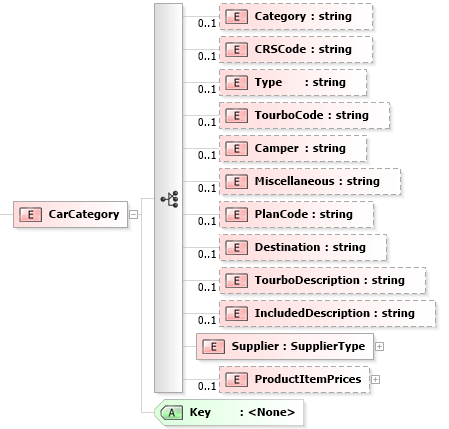 E Category : string
0..1
E CRSCode : string
0..1
E Type : string
0..1
E TourboCode : string
0..1
E Camper : string
0..1
E Miscellaneous : string
0..1
E PlanCode : string
0..1
E CarCategory
E Destination : string
0..1
E TourboDescription : string
0..1
E IncludedDescription : string
0..1
E Supplier : SupplierType
E ProductItemPrices
0..1
A Key : <None>